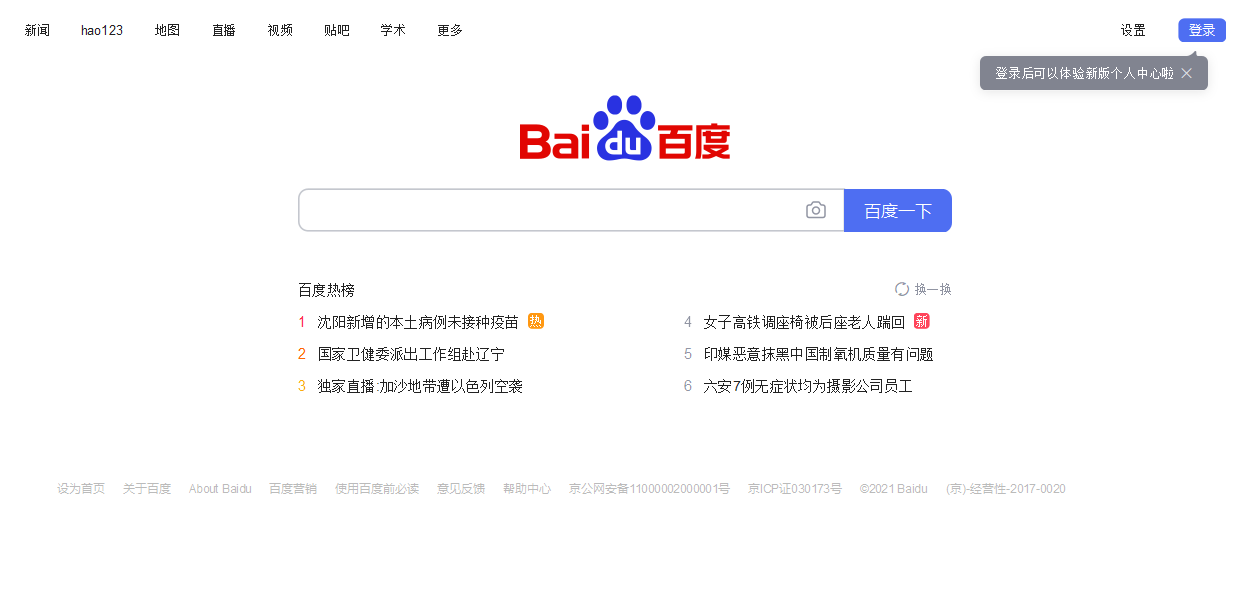 新闻 hao123 地图 直播 视频 贴吧 学术 更多 设置 登录
登录后可以体验新版个人中心啦
Bai du 百度
百度一下
百度热榜 换一换
1 沈阳新增的本土病例未接种疫苗 热
2 国家卫健委派出工作组赴辽宁
3 独家直播:加沙地带遭以色列空袭
4 女子高铁调座椅被后座老人踹回 新
5 印媒恶意抹黑中国制氧机质量有问题
6 六安7例无症状均为摄影公司员工
设为首页 关于百度 About Baidu 百度营销 使用百度前必读 意见反馈 帮助中心 京公网安备11000002000001号 京ICP证030173号 ©2021 Baidu (京)-经营性-2017-0020